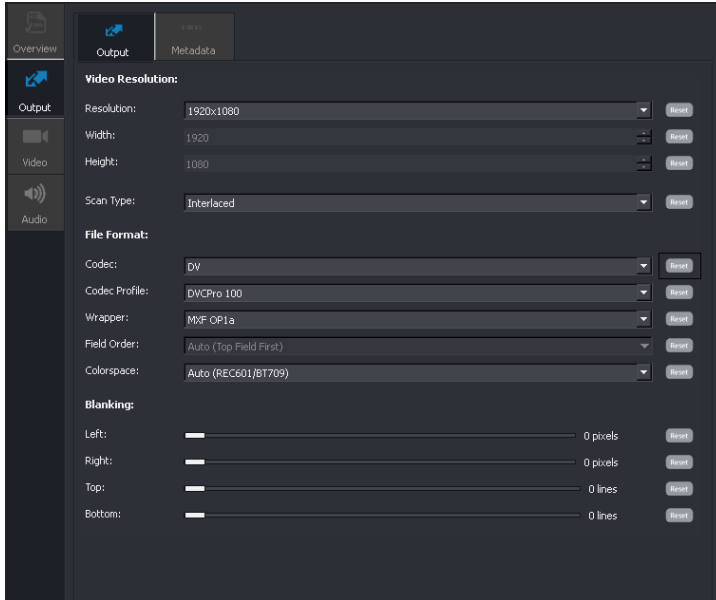 Overview
Output
Video
Audio
Output
Metadata
Video Resolution:
Resolution: 1920x1080 Reset
Width: 1920 Reset
Height: 1080 Reset
Scan Type: Interlaced Reset
File Format:
Codec: DV Reset
Codec Profile: DVCPro 100 Reset
Wrapper: MXF OP1a Reset
Field Order: Auto (Top Field First) Reset
Colorspace: Auto (REC601/BT709) Reset
Blanking:
Left: 0 pixels Reset
Right: 0 pixels Reset
Top: 0 lines Reset
Bottom: 0 lines Reset